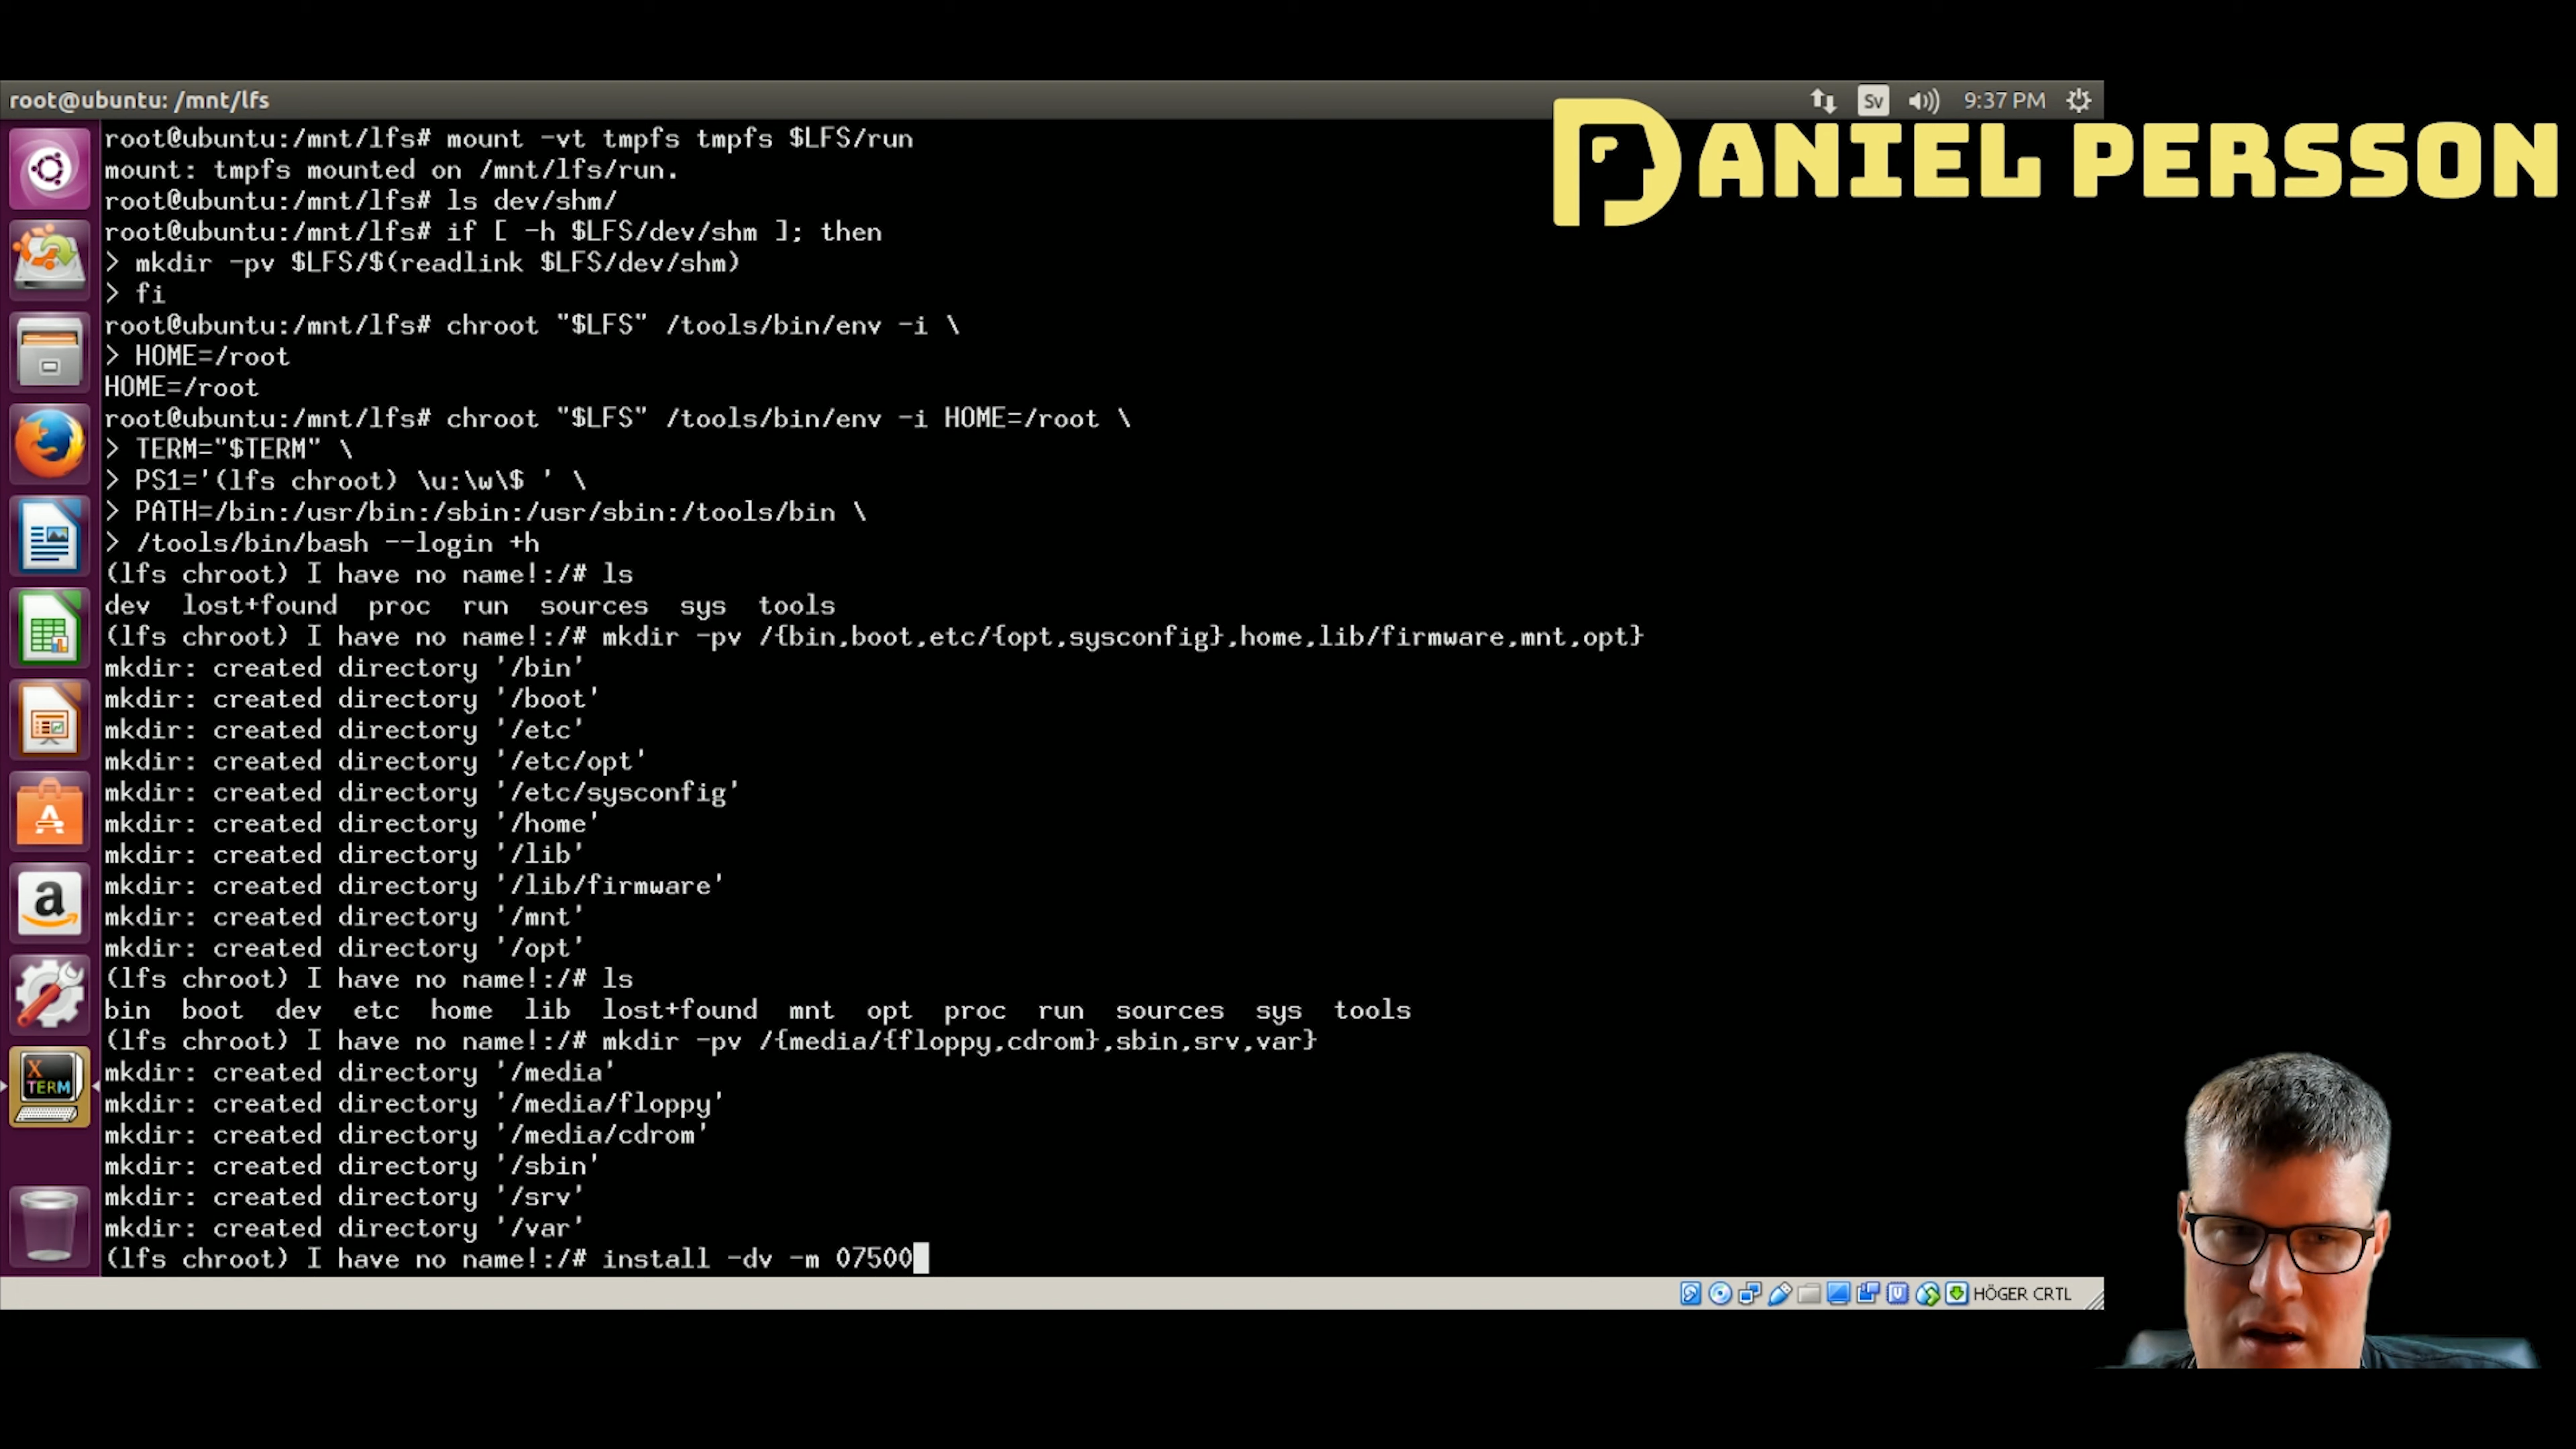 root@ubuntu: /mnt/lfs
Sv
9:37 PM
DANIEL PERSSON
root@ubuntu:/mnt/lfs# mount -vt tmpfs tmpfs $LFS/run
mount: tmpfs mounted on /mnt/lfs/run.
root@ubuntu:/mnt/lfs# ls dev/shm/
root@ubuntu:/mnt/lfs# if [ -h $LFS/dev/shm ]; then
> mkdir -pv $LFS/$(readlink $LFS/dev/shm)
> fi
root@ubuntu:/mnt/lfs# chroot "$LFS" /tools/bin/env -i \
> HOME=/root
HOME=/root
root@ubuntu:/mnt/lfs# chroot "$LFS" /tools/bin/env -i HOME=/root \
> TERM="$TERM" \
> PS1='(lfs chroot) \u:\w\$ ' \
> PATH=/bin:/usr/bin:/sbin:/usr/sbin:/tools/bin \
> /tools/bin/bash --login +h
(lfs chroot) I have no name!:/# ls
dev  lost+found  proc  run  sources  sys  tools
(lfs chroot) I have no name!:/# mkdir -pv /{bin,boot,etc/{opt,sysconfig},home,lib/firmware,mnt,opt}
mkdir: created directory '/bin'
mkdir: created directory '/boot'
mkdir: created directory '/etc'
mkdir: created directory '/etc/opt'
mkdir: created directory '/etc/sysconfig'
mkdir: created directory '/home'
mkdir: created directory '/lib'
mkdir: created directory '/lib/firmware'
mkdir: created directory '/mnt'
mkdir: created directory '/opt'
(lfs chroot) I have no name!:/# ls
bin  boot  dev  etc  home  lib  lost+found  mnt  opt  proc  run  sources  sys  tools
(lfs chroot) I have no name!:/# mkdir -pv /{media/{floppy,cdrom},sbin,srv,var}
mkdir: created directory '/media'
mkdir: created directory '/media/floppy'
mkdir: created directory '/media/cdrom'
mkdir: created directory '/sbin'
mkdir: created directory '/srv'
mkdir: created directory '/var'
(lfs chroot) I have no name!:/# install -dv -m 07500
X
TERM
HÖGER CRTL